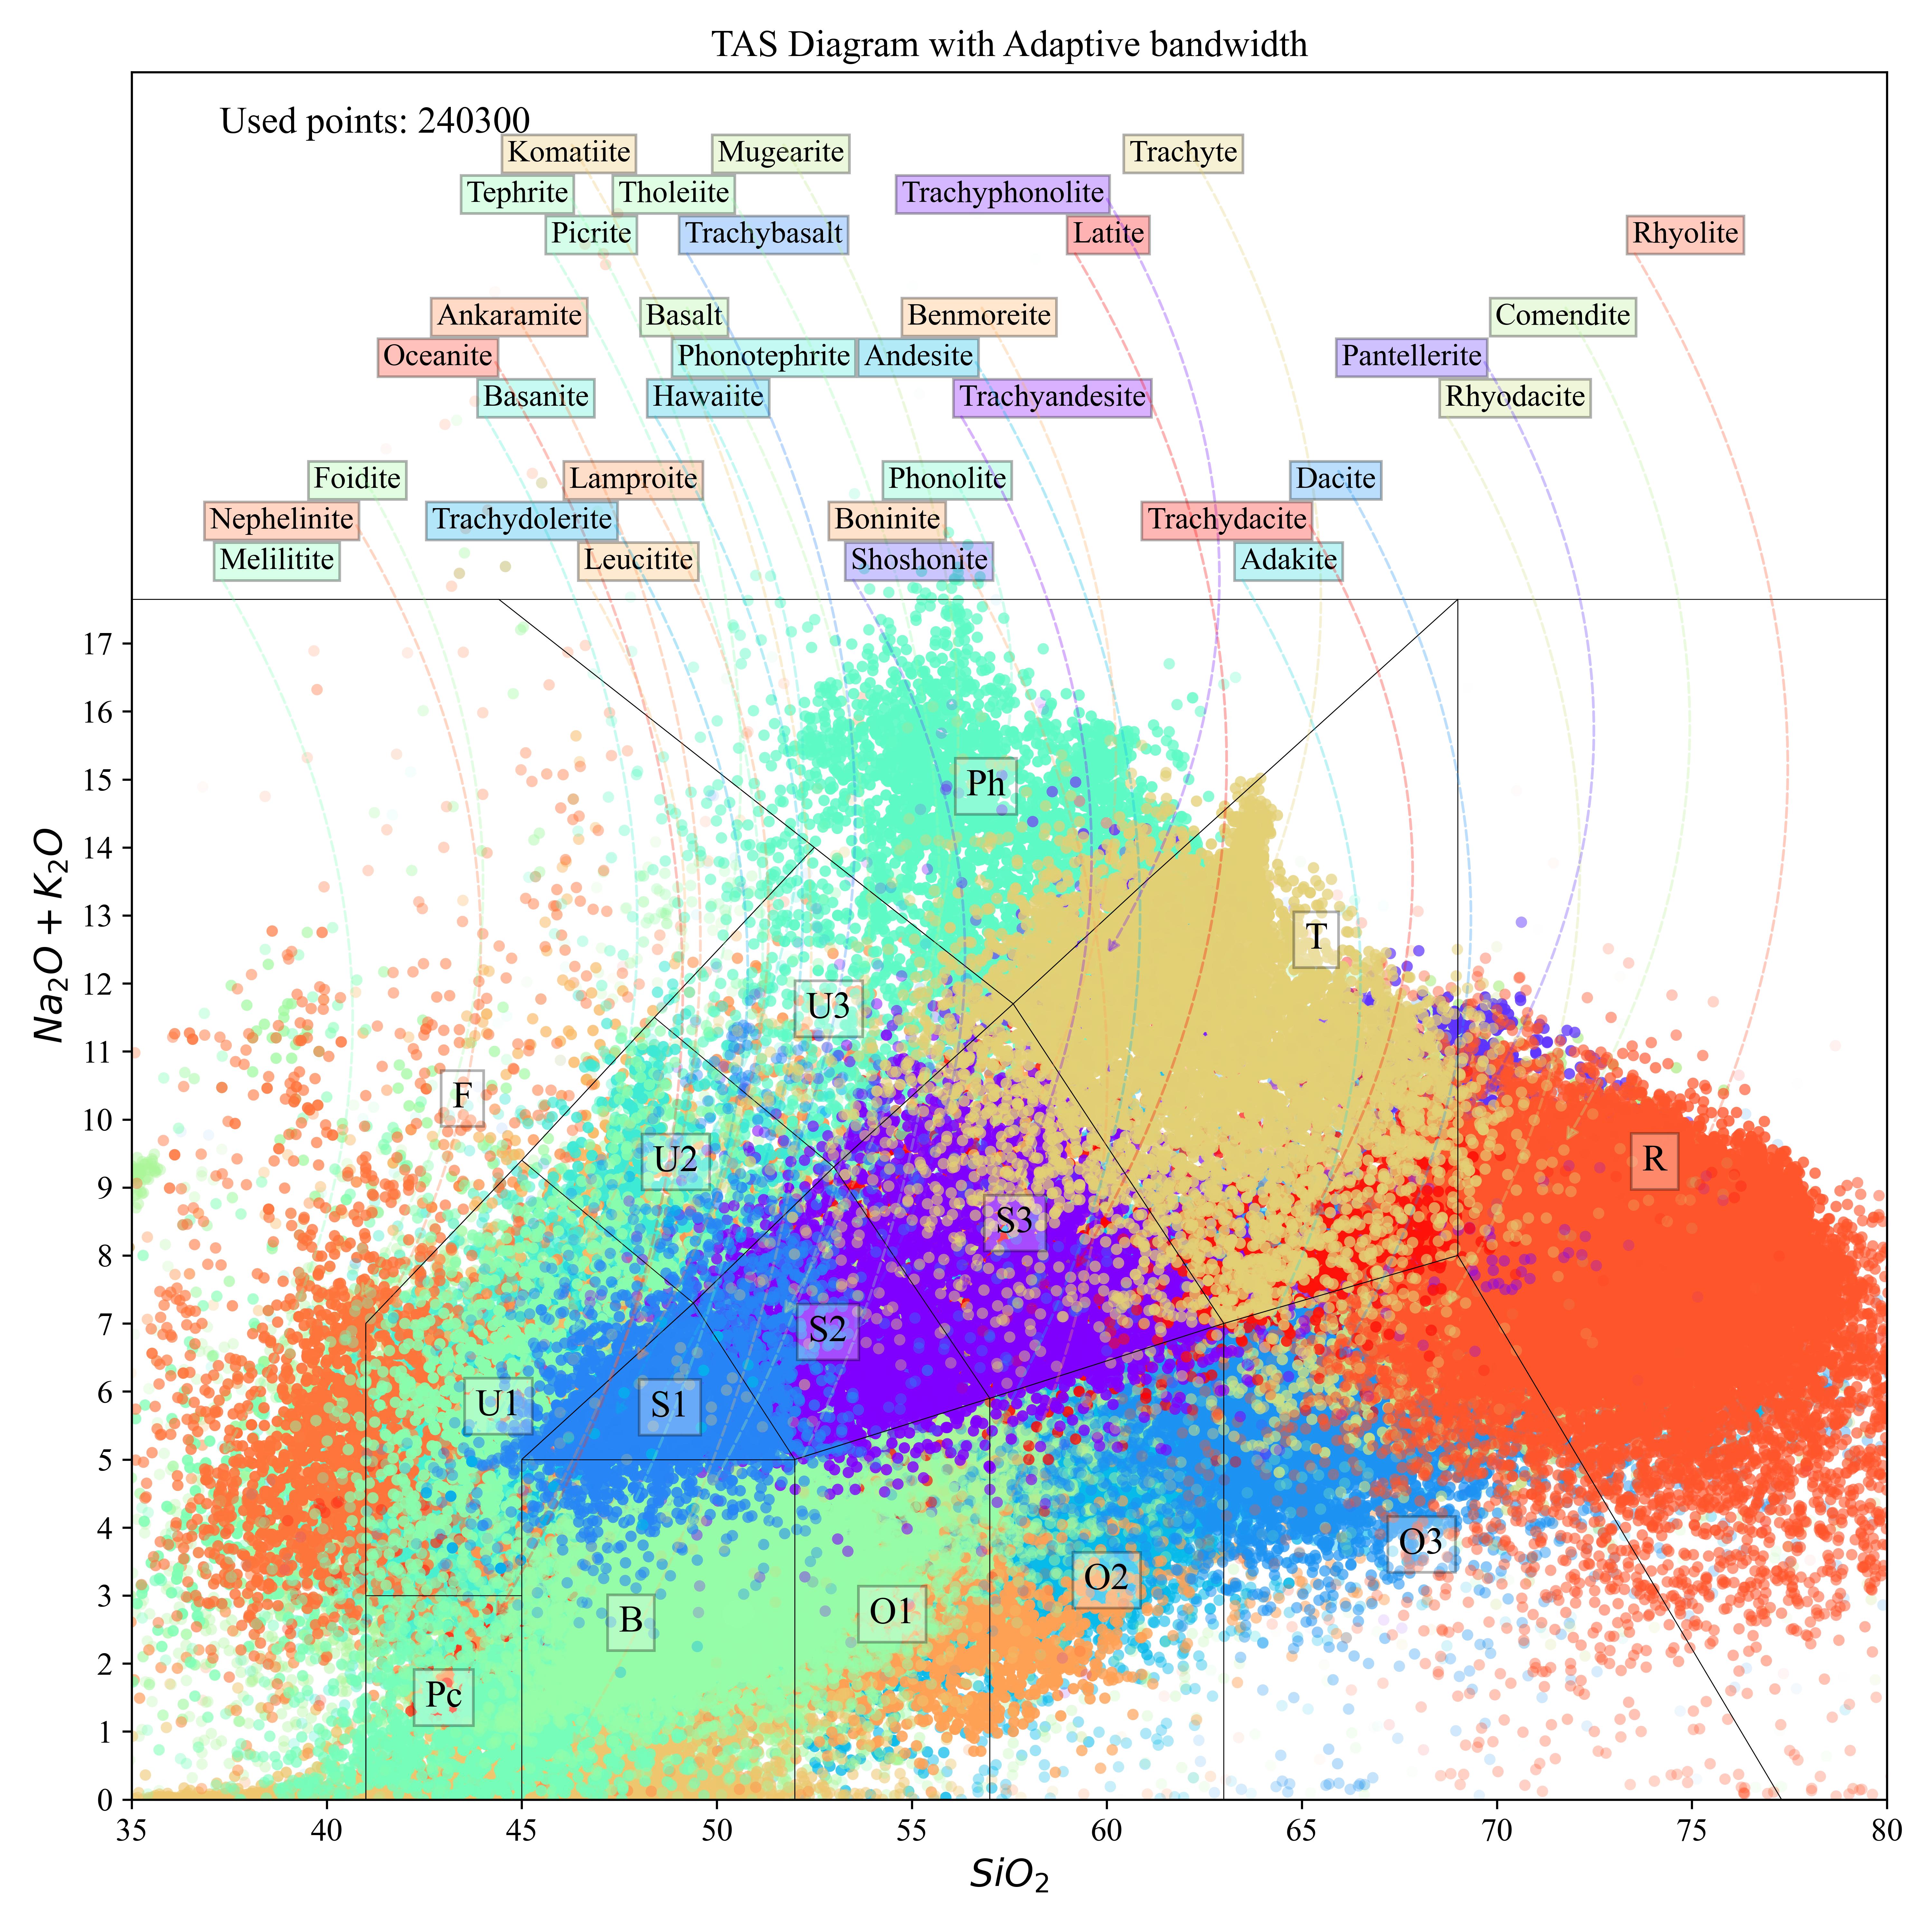 TAS Diagram with Adaptive bandwidth
Used points: 240300
Komatiite Mugearite Trachyte
Tephrite Tholeiite Trachyphonolite
Picrite Trachybasalt Latite Rhyolite
Ankaramite Basalt Benmoreite Comendite
Oceanite Phonotephrite Andesite Pantellerite
Basanite Hawaiite Trachyandesite Rhyodacite
Foidite Lamproite Phonolite Dacite
Nephelinite Trachydolerite Boninite Trachydacite
Melilitite Leucitite Shoshonite Adakite
17
16
15
Ph
14
13
T
12
U3
11
F
10
U2
R
9
S3
8
7
S2
6
U1 S1
5
4
O3
O2
3
B O1
2
Pc
1
0
Na₂O + K₂O
35 40 45 50 55 60 65 70 75 80
SiO₂